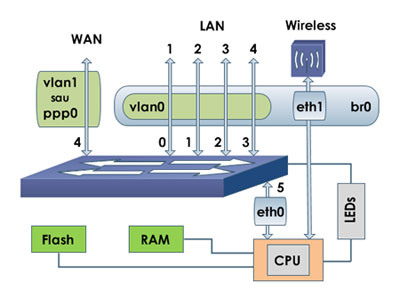 WAN
LAN
Wireless
1 2 3 4
vlan1
sau
ppp0
vlan0
eth1
br0
4
0 1 2 3
5
eth0
LEDs
Flash
RAM
CPU